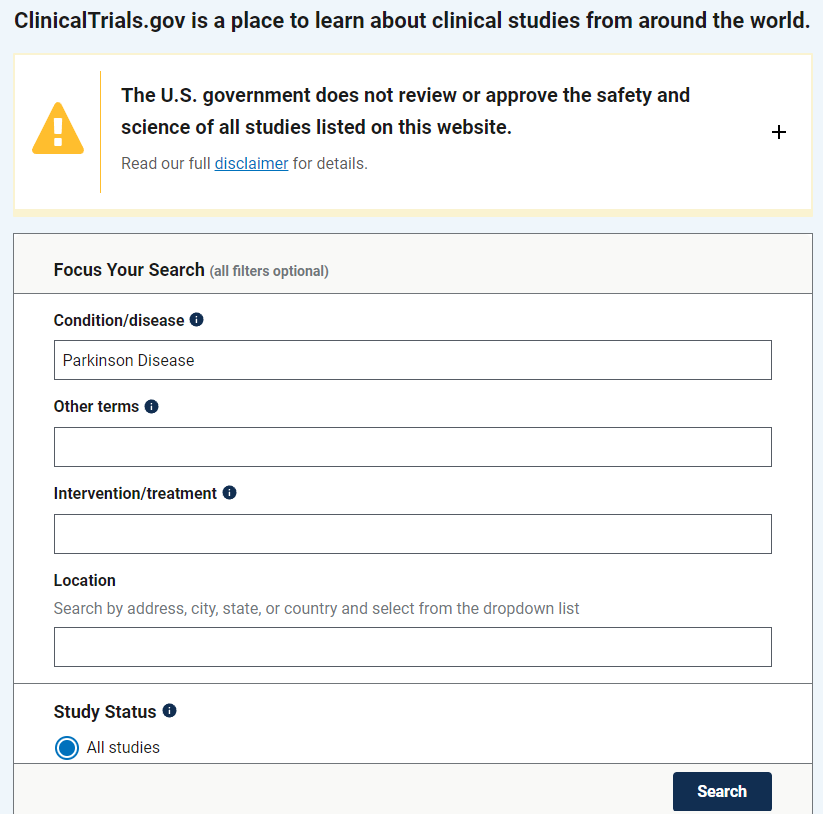 ClinicalTrials.gov is a place to learn about clinical studies from around the world.
The U.S. government does not review or approve the safety and
science of all studies listed on this website.
Read our full disclaimer for details.
Focus Your Search (all filters optional)
Condition/disease
Parkinson Disease
Other terms
Intervention/treatment
Location
Search by address, city, state, or country and select from the dropdown list
Study Status
All studies
Search